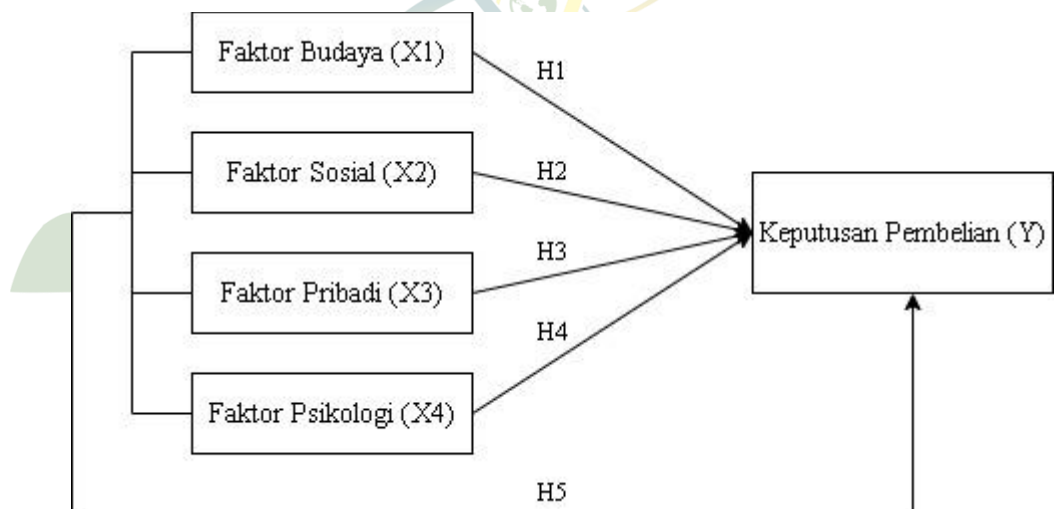 Faktor Budaya (X1)
H1
Faktor Sosial (X2)
H2
Keputusan Pembelian (Y)
H3
Faktor Pribadi (X3)
H4
Faktor Psikologi (X4)
H5